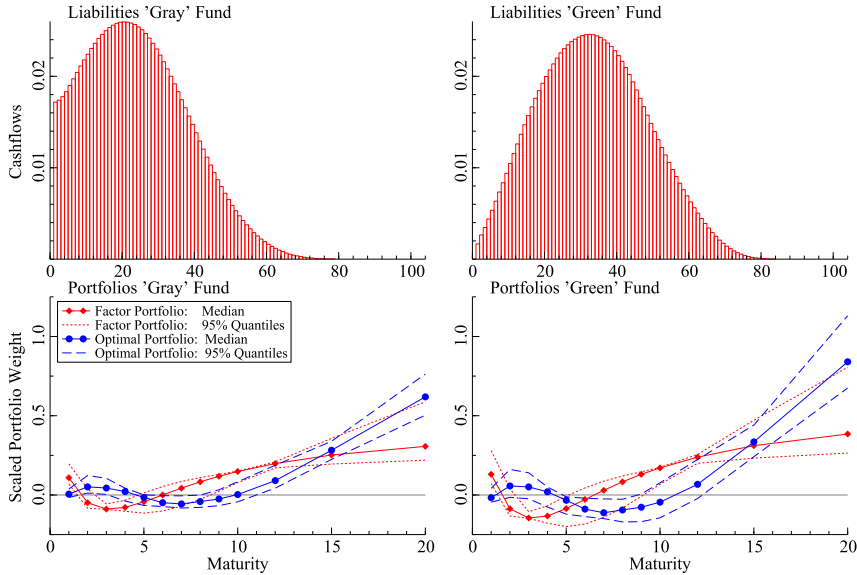 Liabilities 'Gray' Fund
Liabilities 'Green' Fund
Cashflows
0.02
0.01
0 20 40 60 80 100
0.02
0.01
0 20 40 60 80 100
Portfolios 'Gray' Fund
Portfolios 'Green' Fund
Factor Portfolio: Median
Factor Portfolio: 95% Quantiles
Optimal Portfolio: Median
Optimal Portfolio: 95% Quantiles
Scaled Portfolio Weight
1.0
0.5
0.0
0 5 10 15 20
Maturity
1.0
0.5
0.0
0 5 10 15 20
Maturity